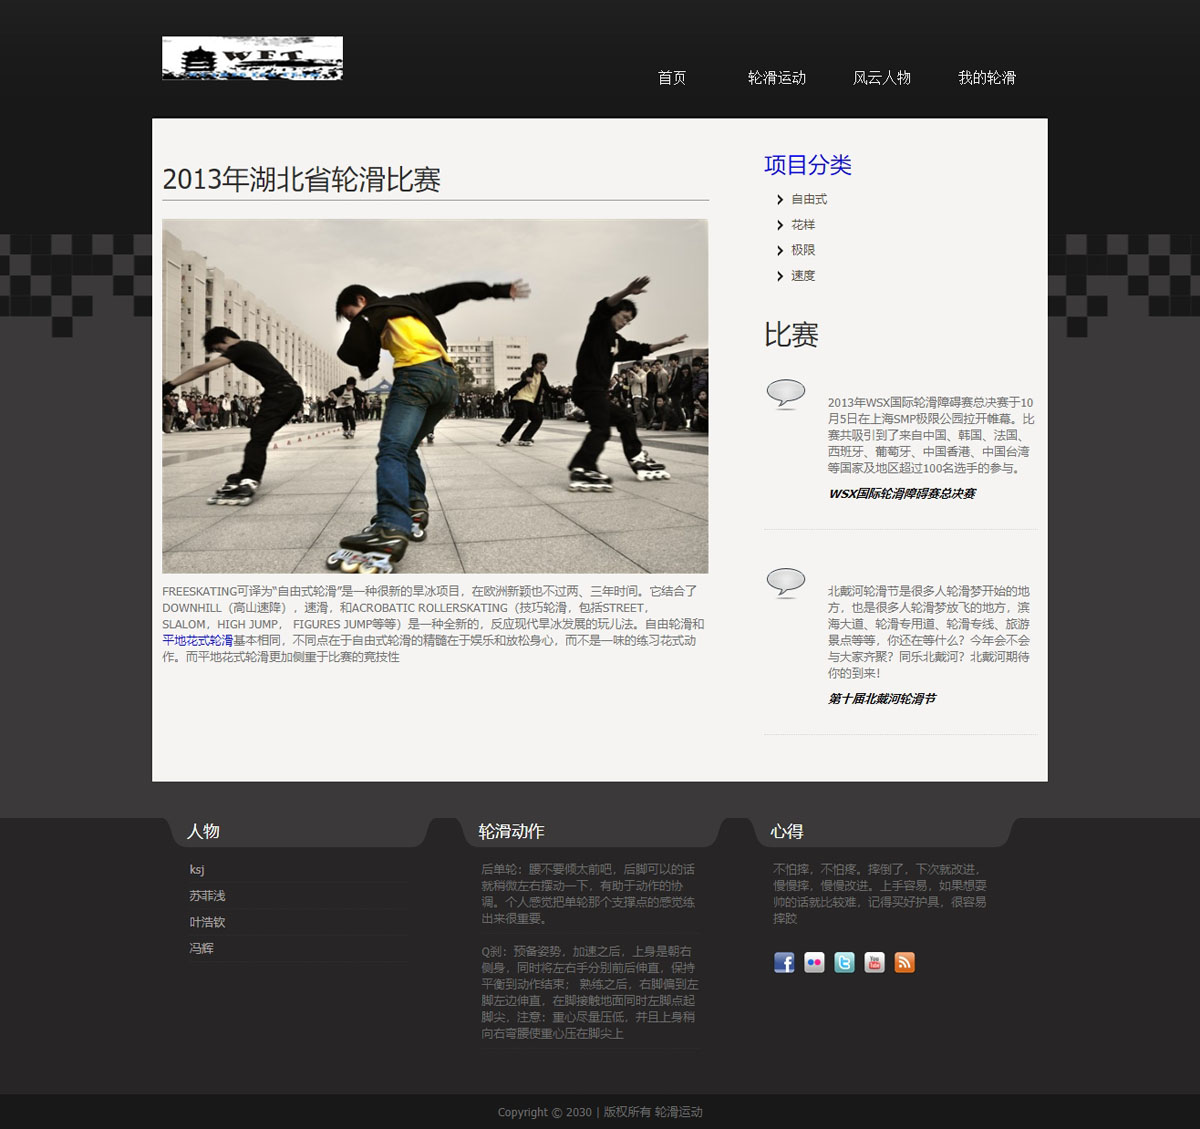 WFT
首页 轮滑运动 风云人物 我的轮滑
2013年湖北省轮滑比赛
FREESKATING可译为“自由式轮滑”是一种很新的旱冰项目，在欧洲新颖也不过两、三年时间。它结合了
DOWNHILL（高山速降），速滑，和ACROBATIC ROLLERSKATING（技巧轮滑，包括STREET，
SLALOM，HIGH JUMP， FIGURES JUMP等等）是一种全新的，反应现代旱冰发展的玩儿法。自由轮滑和
平地花式轮滑基本相同，不同点在于自由式轮滑的精髓在于娱乐和放松身心，而不是一味的练习花式动
作。而平地花式轮滑更加侧重于比赛的竞技性
项目分类
自由式
花样
极限
速度
比赛
2013年WSX国际轮滑障碍赛总决赛于10
月5日在上海SMP极限公园拉开帷幕。比
赛共吸引到了来自中国、韩国、法国、
西班牙、葡萄牙、中国香港、中国台湾
等国家及地区超过100名选手的参与。
WSX国际轮滑障碍赛总决赛
北戴河轮滑节是很多人轮滑梦开始的地
方，也是很多人轮滑梦放飞的地方，滨
海大道、轮滑专用道、轮滑专线、旅游
景点等等，你还在等什么？今年会不会
与大家齐聚？同乐北戴河？北戴河期待
你的到来！
第十届北戴河轮滑节
人物
ksj
苏菲浅
叶浩钦
冯辉
轮滑动作
后单轮：腰不要倾太前吧，后脚可以的话
就稍微左右摆动一下，有助于动作的协
调。个人感觉把单轮那个支撑点的感觉练
出来很重要。
Q刹：预备姿势，加速之后，上身是朝右
侧身，同时将左右手分别前后伸直，保持
平衡到动作结束； 熟练之后，右脚偏到左
脚左边伸直，在脚接触地面同时左脚点起
脚尖，注意：重心尽量压低，并且上身稍
向右弯腰使重心压在脚尖上
心得
不怕摔，不怕疼。摔倒了，下次就改进，
慢慢摔，慢慢改进。上手容易，如果想耍
帅的话就比较难，记得买好护具，很容易
摔跤
You
Tube
Copyright © 2030 | 版权所有 轮滑运动